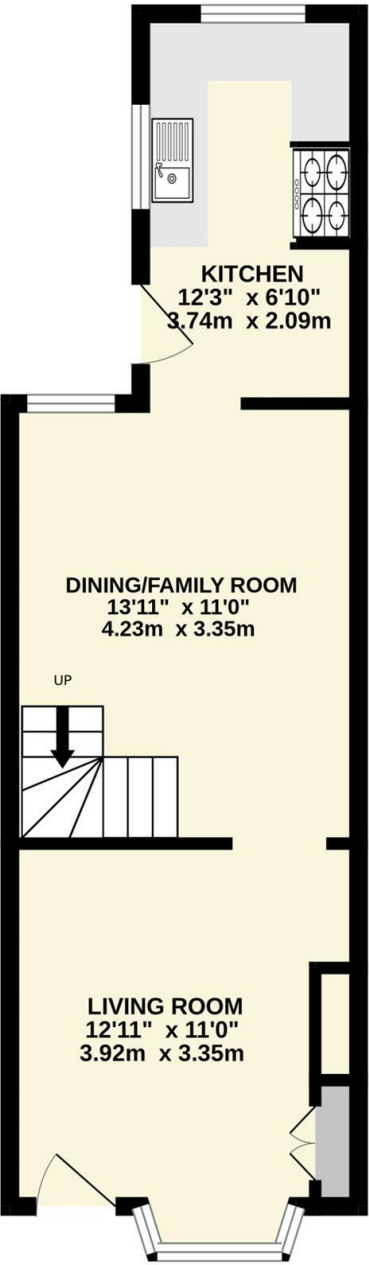 KITCHEN
12'3" x 6'10"
3.74m x 2.09m
DINING/FAMILY ROOM
13'11" x 11'0"
4.23m x 3.35m
UP
LIVING ROOM
12'11" x 11'0"
3.92m x 3.35m